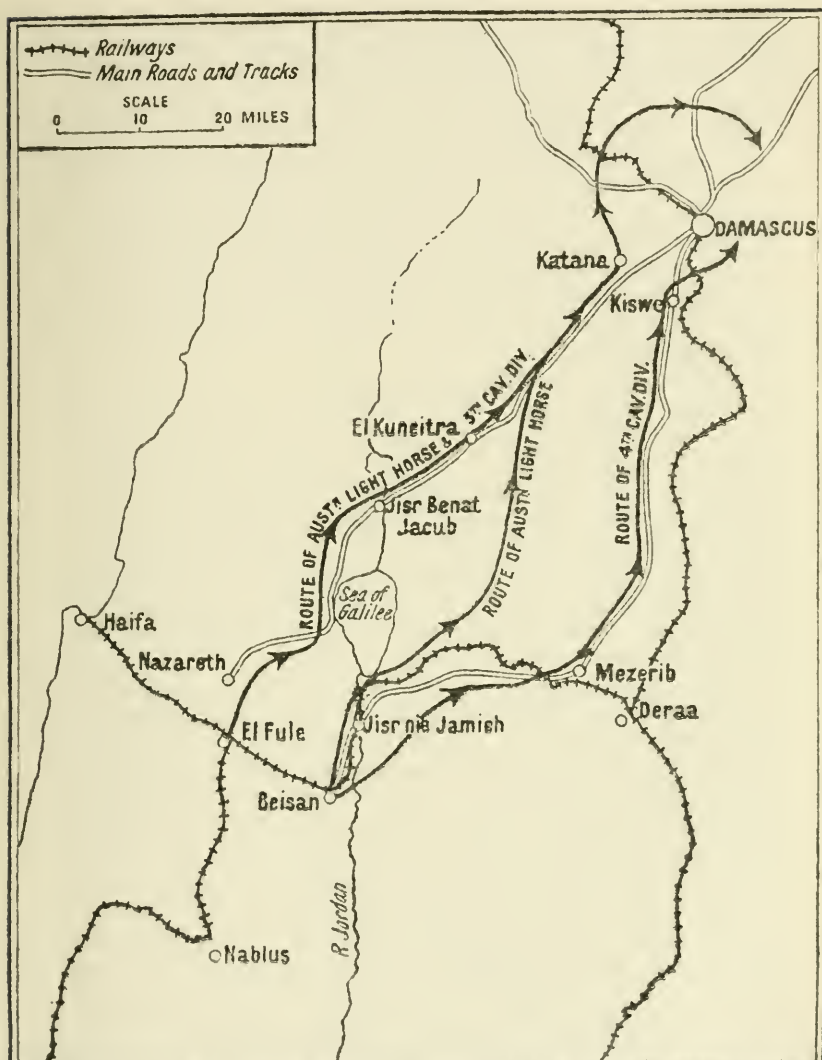 Railways
Main Roads and Tracks
SCALE
0 10 20 MILES
DAMASCUS
Katana
Kiswe
ROUTE OF AUSTN LIGHT HORSE & 5TH CAV. DIV.
El Kuneitra
ROUTE OF AUSTN LIGHT HORSE
ROUTE OF 4TH CAV. DIV.
Jisr Benat
Jacub
Sea of
Galilee
Haifa
Nazareth
Mezerib
Deraa
El Fule
Jisr
Jamieh
Beisan
R Jordan
Nablus